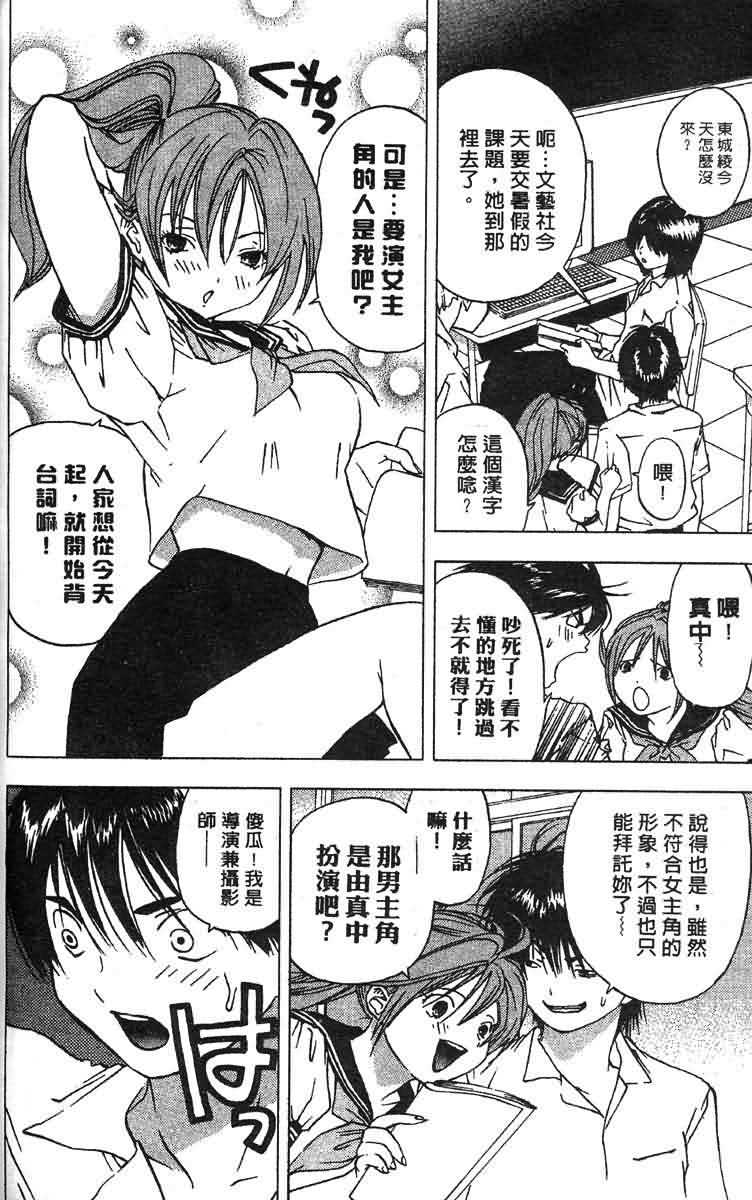 東城綾今
天怎麼沒
來？
呃…文藝社今
天要交暑假的
課題，她到那
裡去了。
喂！
這個漢字
怎麼唸？
喂！
真中～
吵死了！看不
懂的地方跳過
去不就得了！
くねっ
可是…要演女主
角的人是我吧？
人家想從今天
起，就開始背
台詞嘛！
說得也是，雖然
不符合女主角的
形象，不過也只
能拜託妳了～
什麼話
嘛！
那男主角
是由真中
扮演吧？
傻瓜！我是
導演兼攝影
師—
はっ